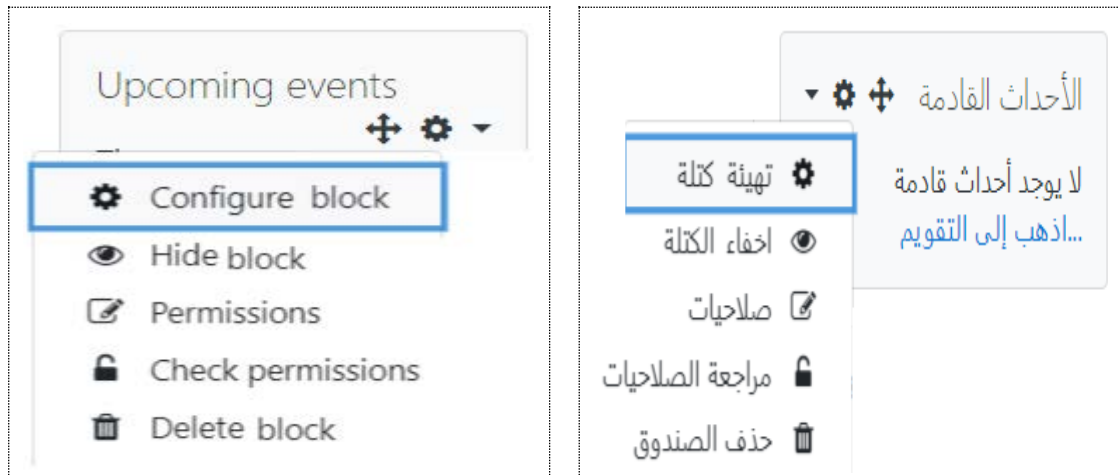 Upcoming events
Configure block
Hide block
Permissions
Check permissions
Delete block
الأحداث القادمة
لا يوجد أحداث قادمة
اذهب إلى التقويم...
تهيئة كتلة
اخفاء الكتلة
صلاحيات
مراجعة الصلاحيات
حذف الصندوق